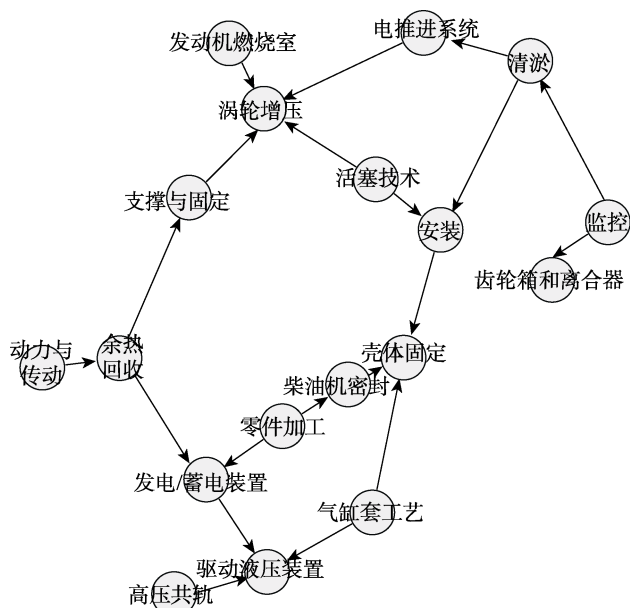 电推进系统
发动机燃烧室
清淤
涡轮增压
活塞技术
支撑与固定
安装
监控
齿轮箱和离合器
动力与
传动
余热
回收
壳体固定
柴油机密封
零件加工
发电/蓄电装置
气缸套工艺
驱动液压装置
高压共轨